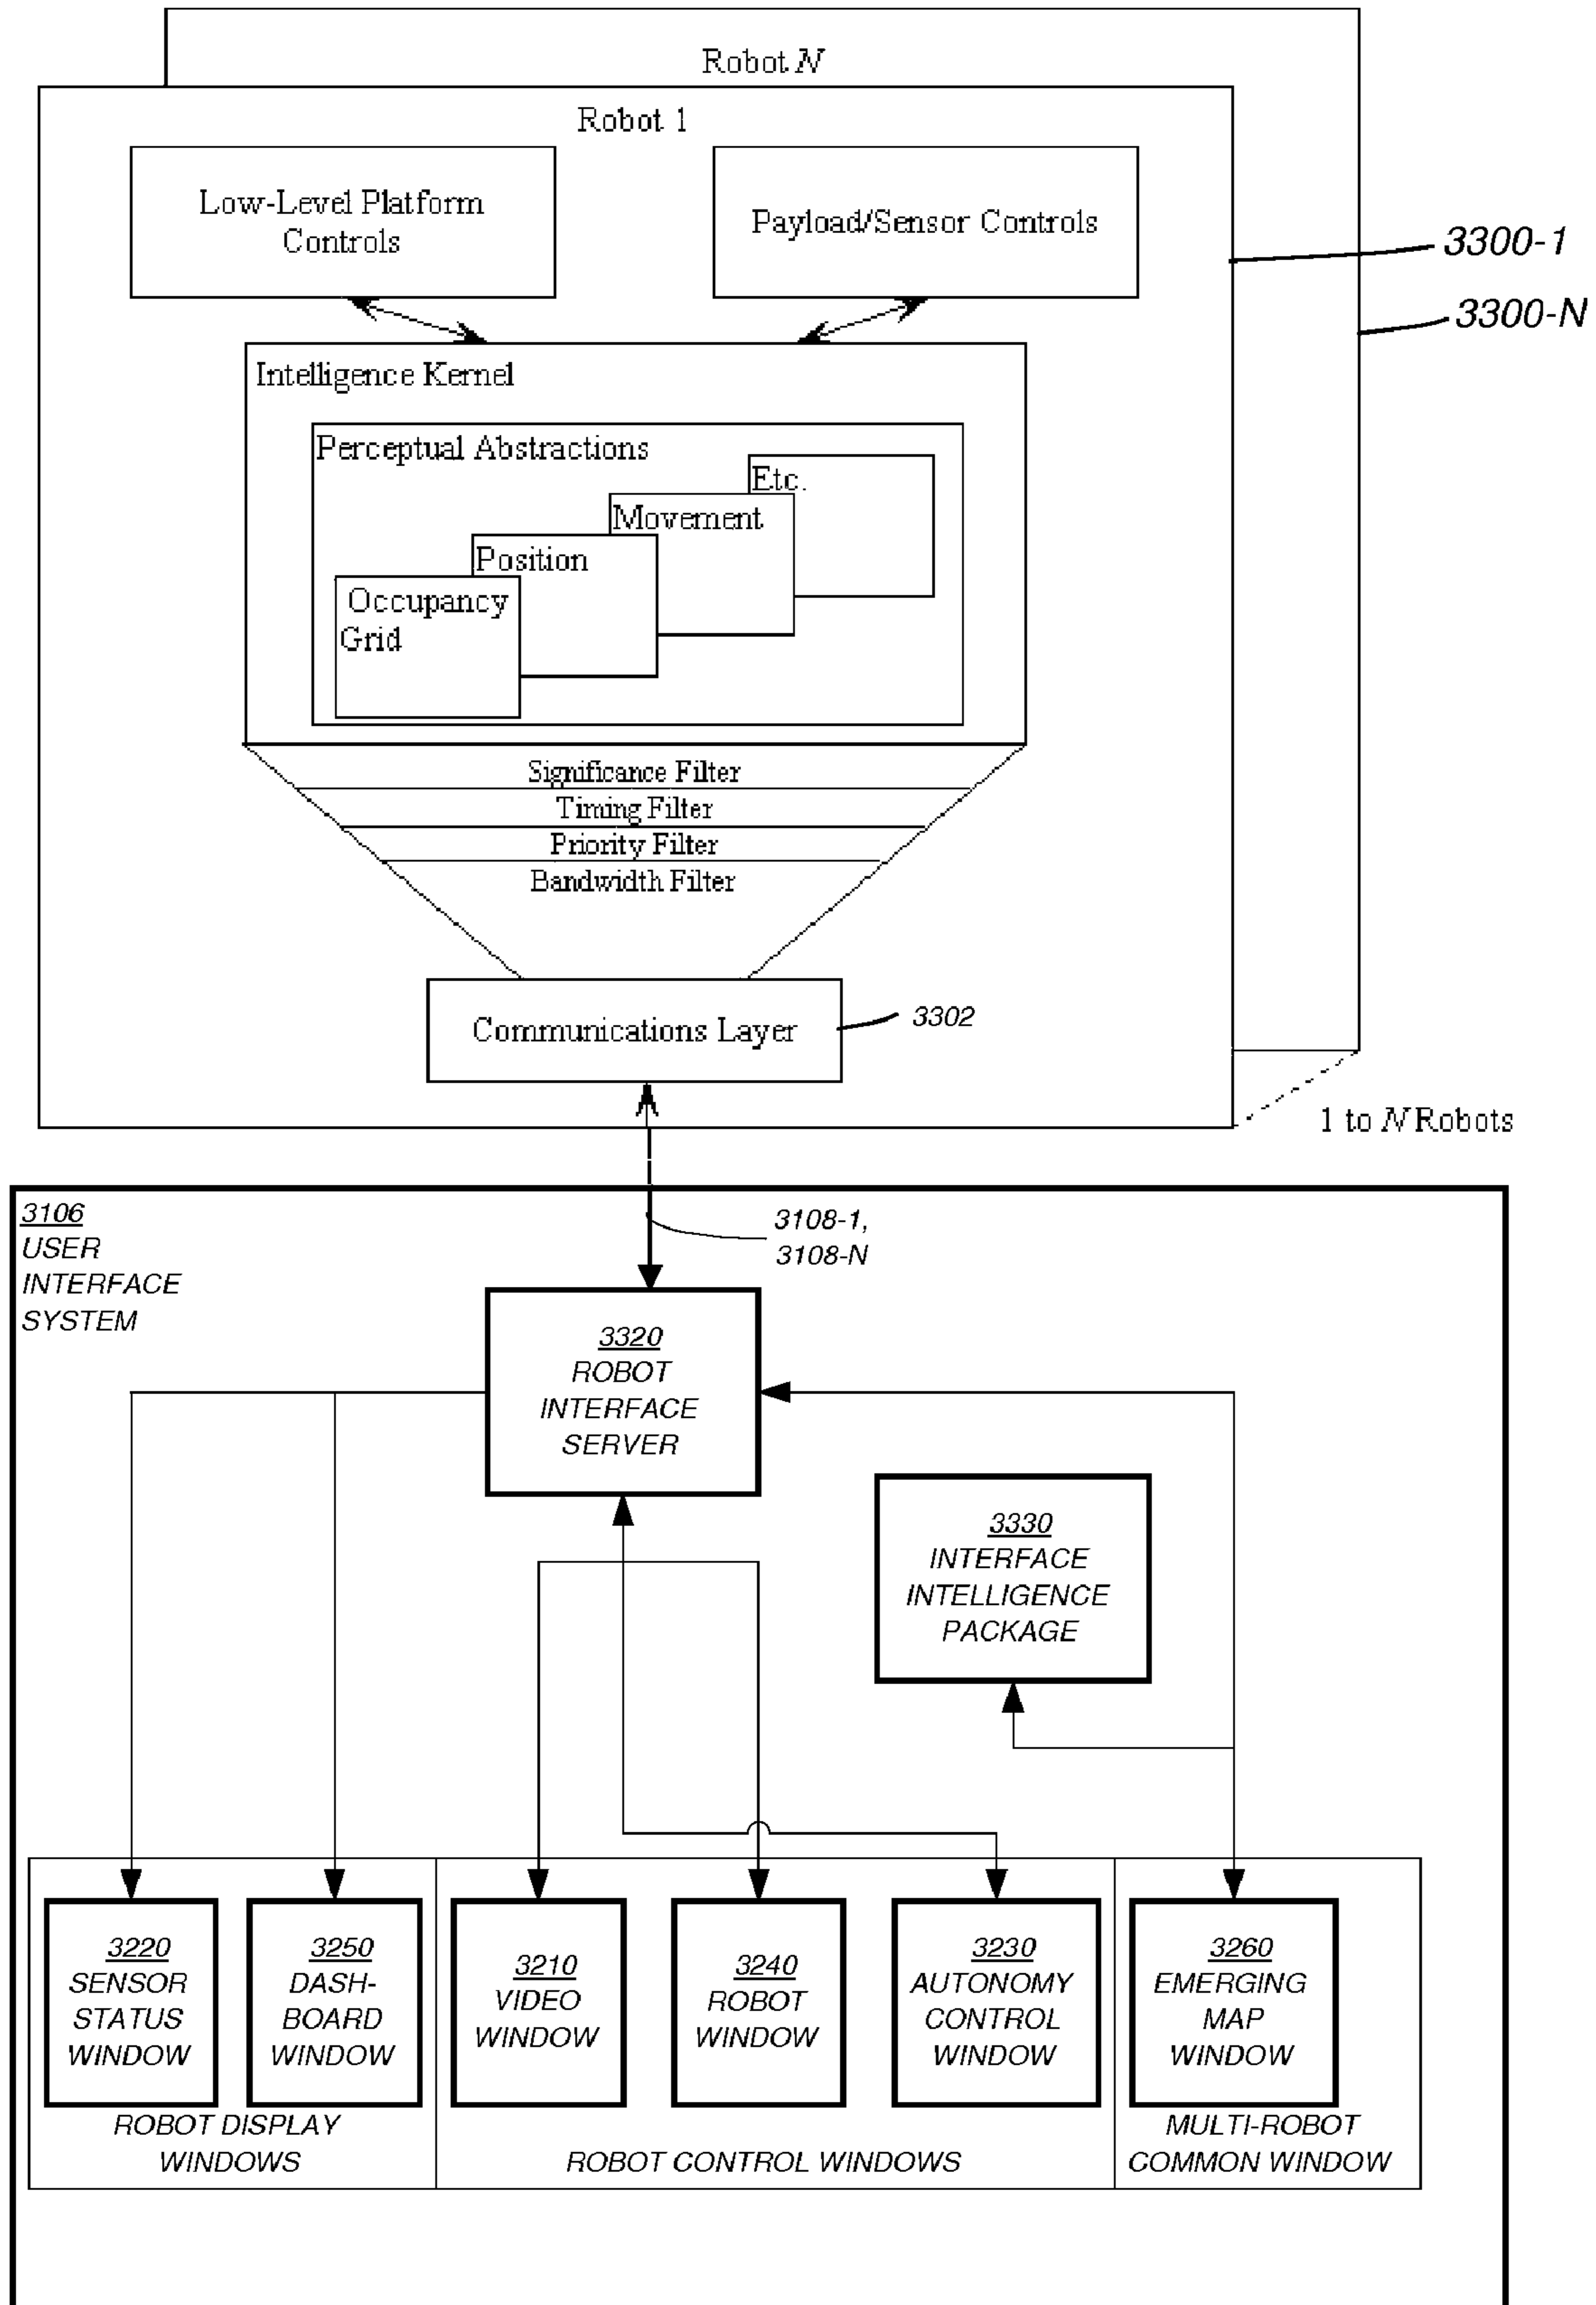 Robot N
Robot 1
Low-Level Platform
Controls
Payload/Sensor Controls
3300-1
3300-N
Intelligence Kernel
Perceptual Abstractions
Etc.
Movement
Position
Occupancy
Grid
Significance Filter
Timing Filter
Priority Filter
Bandwidth Filter
Communications Layer
3302
1 to N Robots
3106
USER
INTERFACE
SYSTEM
3108-1,
3108-N
3320
ROBOT
INTERFACE
SERVER
3330
INTERFACE
INTELLIGENCE
PACKAGE
3220
SENSOR
STATUS
WINDOW
3250
DASH-
BOARD
WINDOW
3210
VIDEO
WINDOW
3240
ROBOT
WINDOW
3230
AUTONOMY
CONTROL
WINDOW
3260
EMERGING
MAP
WINDOW
ROBOT DISPLAY
WINDOWS
ROBOT CONTROL WINDOWS
MULTI-ROBOT
COMMON WINDOW